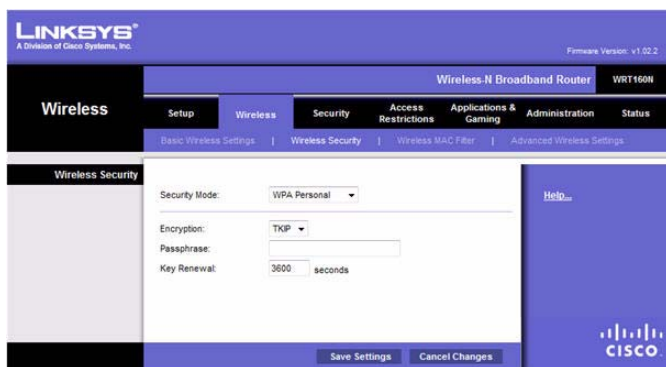 LINKSYS®
A Division of Cisco Systems, Inc.
Firmware Version: v1.02.2
Wireless-N Broadband Router WRT160N
Wireless
Setup Wireless Security Access Restrictions Applications & Gaming Administration Status
Basic Wireless Settings | Wireless Security | Wireless MAC Filter | Advanced Wireless Settings
Wireless Security
Security Mode: WPA Personal
Help...
Encryption: TKIP
Passphrase:
Key Renewal: 3600 seconds
Save Settings Cancel Changes
CISCO.